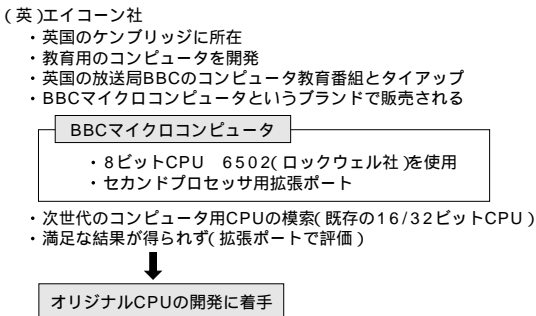 (英)エイコーン社
・英国のケンブリッジに所在
・教育用のコンピュータを開発
・英国の放送局BBCのコンピュータ教育番組とタイアップ
・BBCマイクロコンピュータというブランドで販売される
BBCマイクロコンピュータ
・8ビットCPU 6502(ロックウェル社)を使用
・セカンドプロセッサ用拡張ポート
・次世代のコンピュータ用CPUの模索(既存の16/32ビットCPU)
・満足な結果が得られず(拡張ポートで評価)
オリジナルCPUの開発に着手